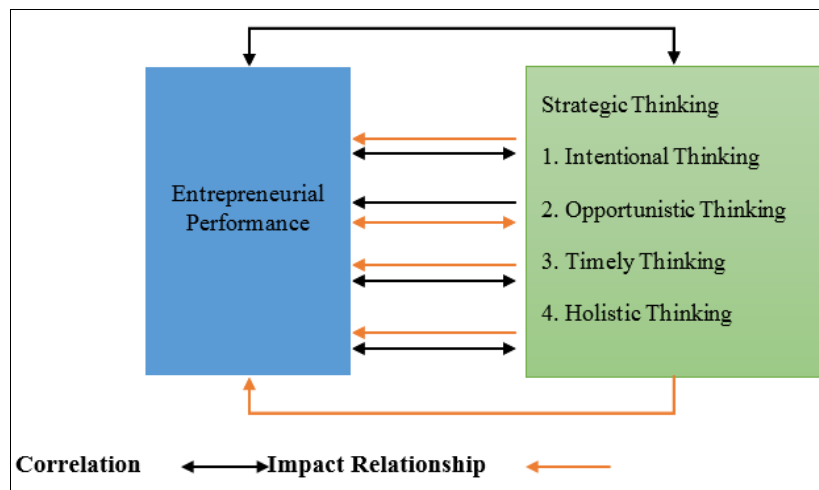 Entrepreneurial
Performance
Strategic Thinking
1. Intentional Thinking
2. Opportunistic Thinking
3. Timely Thinking
4. Holistic Thinking
Correlation Impact Relationship